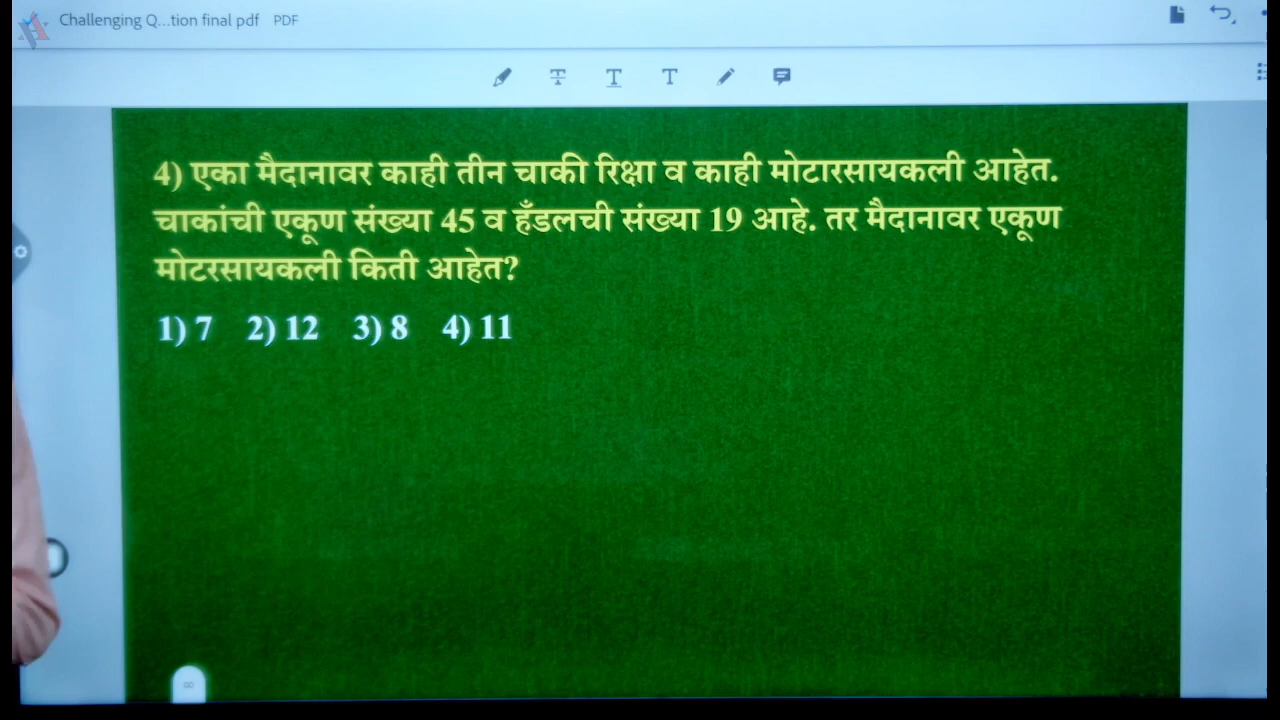 Challenging Q...tion final pdf PDF
4) एका मैदानावर काही तीन चाकी रिक्षा व काही मोटारसायकली आहेत.
चाकांची एकूण संख्या 45 व हँडलची संख्या 19 आहे. तर मैदानावर एकूण
मोटरसायकली किती आहेत?
1) 7 2) 12 3) 8 4) 11